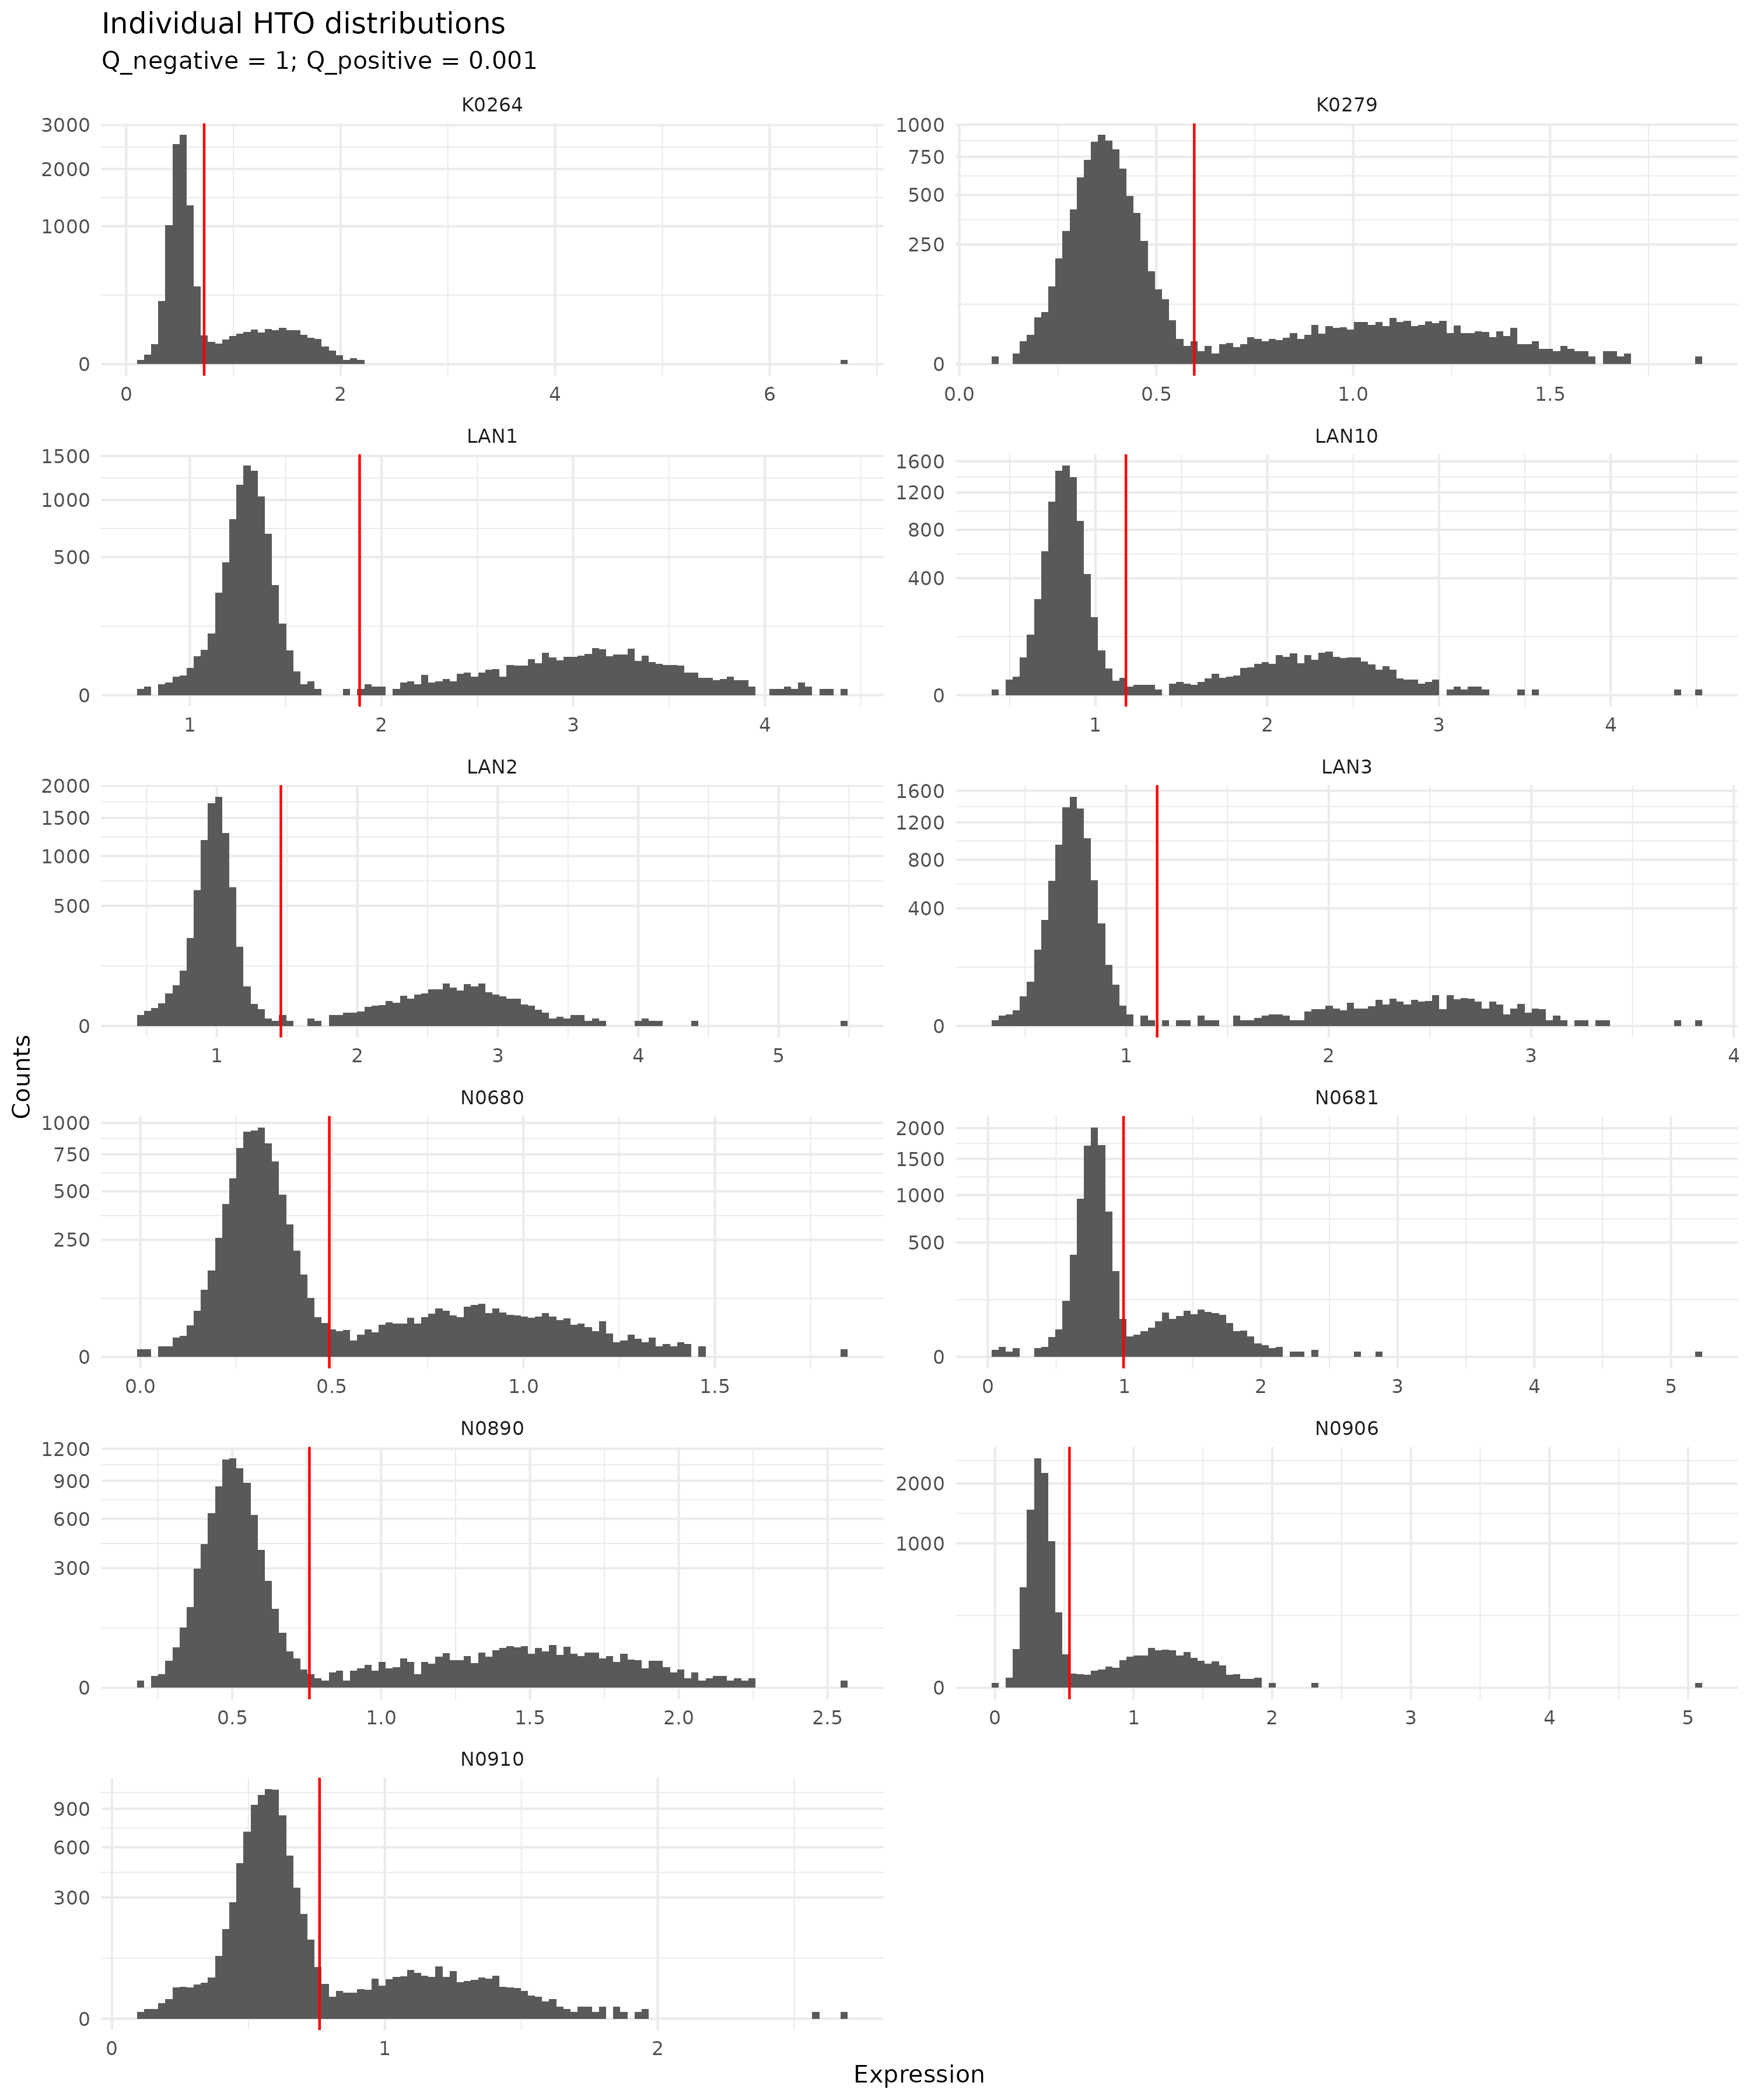 Individual HTO distributions
Q_negative = 1; Q_positive = 0.001
K0264
K0279
3000
2000
1000
0
0 2 4 6
1000
750
500
250
0
0.0 0.5 1.0 1.5
LAN1
LAN10
1500
1000
500
0
1 2 3 4
1600
1200
800
400
0
1 2 3 4
LAN2
LAN3
2000
1500
1000
500
0
1 2 3 4 5
1600
1200
800
400
0
1 2 3 4
Counts
N0680
N0681
1000
750
500
250
0
0.0 0.5 1.0 1.5
2000
1500
1000
500
0
0 1 2 3 4 5
N0890
N0906
1200
900
600
300
0
0.5 1.0 1.5 2.0 2.5
2000
1000
0
0 1 2 3 4 5
N0910
900
600
300
0
0 1 2
Expression